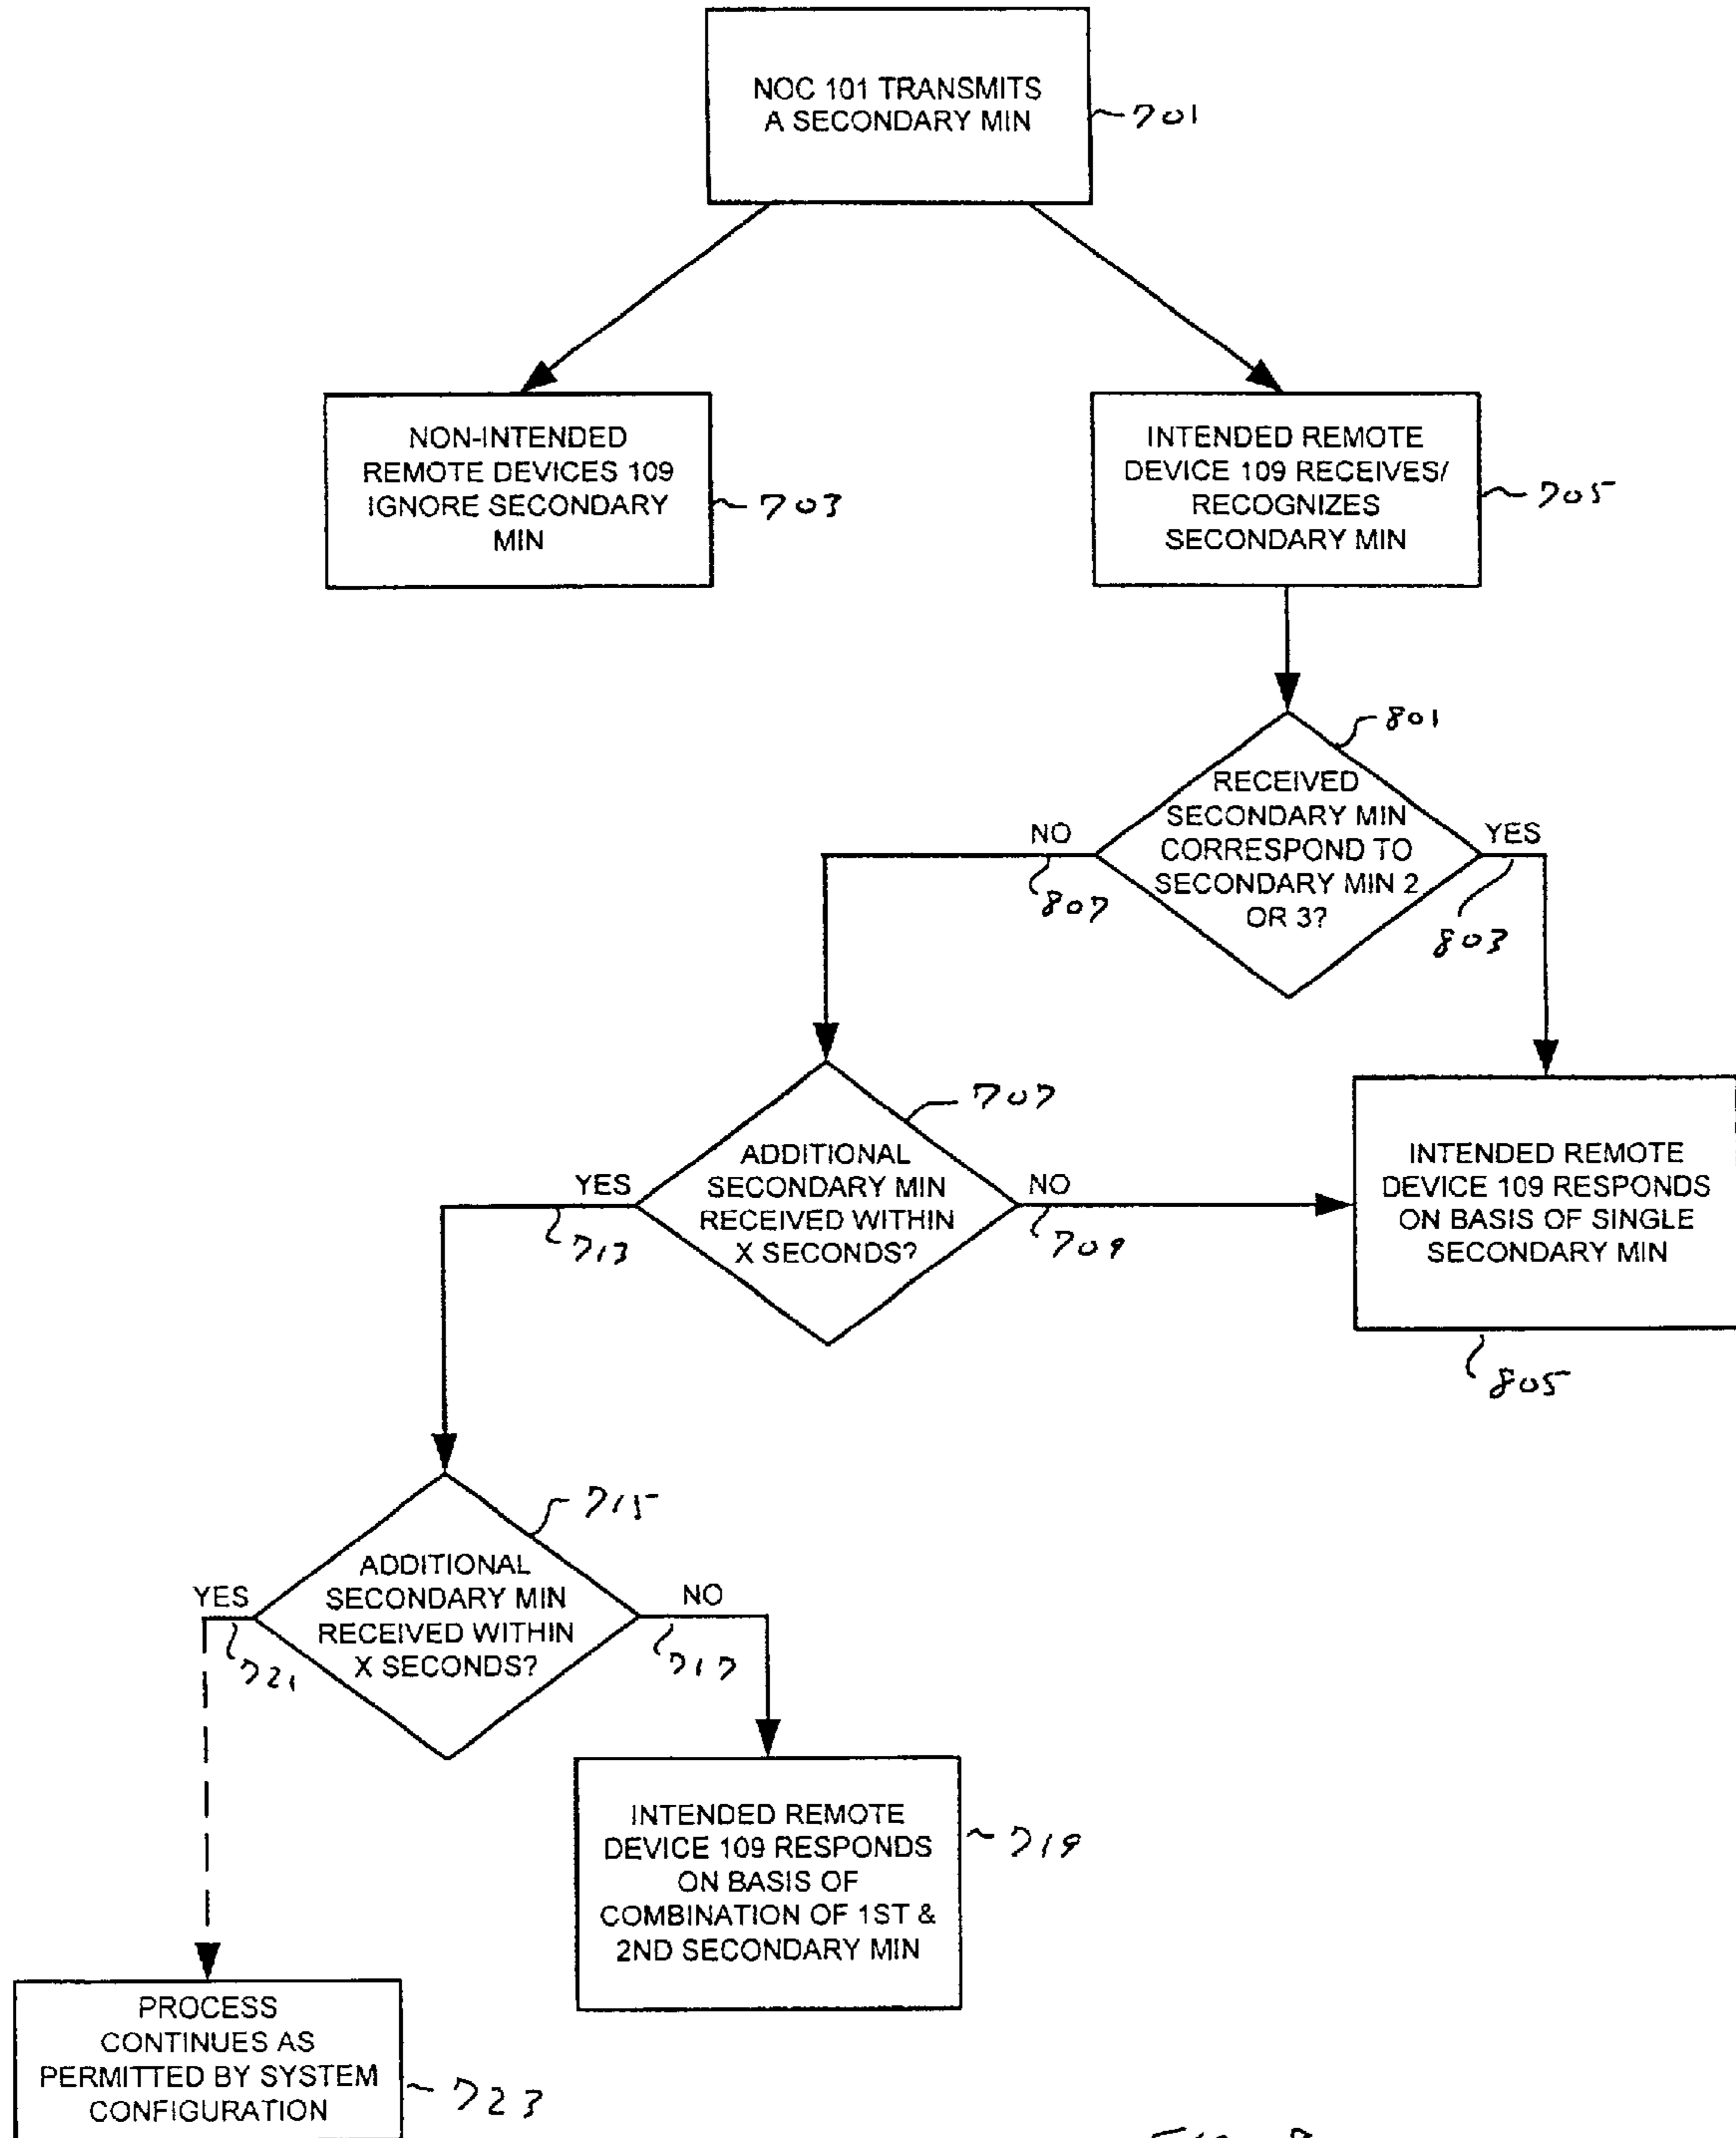 NOC 101 TRANSMITS
A SECONDARY MIN
701
NON-INTENDED
REMOTE DEVICES 109
IGNORE SECONDARY
MIN
703
INTENDED REMOTE
DEVICE 109 RECEIVES/
RECOGNIZES
SECONDARY MIN
705
801
RECEIVED
SECONDARY MIN
CORRESPOND TO
SECONDARY MIN 2
OR 3?
NO
807
YES
803
707
ADDITIONAL
SECONDARY MIN
RECEIVED WITHIN
X SECONDS?
YES
713
NO
709
INTENDED REMOTE
DEVICE 109 RESPONDS
ON BASIS OF SINGLE
SECONDARY MIN
805
715
ADDITIONAL
SECONDARY MIN
RECEIVED WITHIN
X SECONDS?
YES
721
NO
717
INTENDED REMOTE
DEVICE 109 RESPONDS
ON BASIS OF
COMBINATION OF 1ST &
2ND SECONDARY MIN
719
PROCESS
CONTINUES AS
PERMITTED BY SYSTEM
CONFIGURATION
723